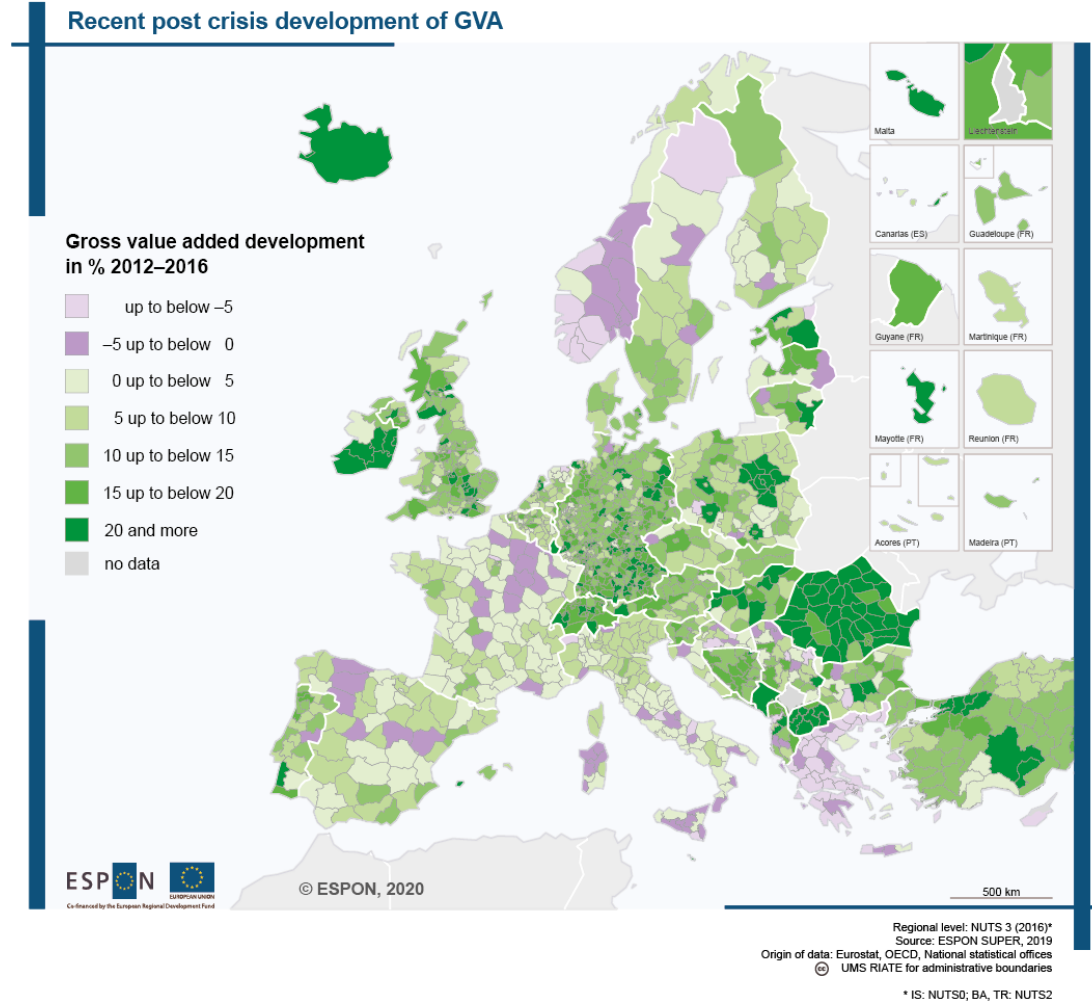 Recent post crisis development of GVA
Gross value added development
in % 2012–2016
up to below –5
–5 up to below 0
0 up to below 5
5 up to below 10
10 up to below 15
15 up to below 20
20 and more
no data
Malta
Liechtenstein
Canarias (ES)
Guadeloupe (FR)
Guyane (FR)
Martinique (FR)
Mayotte (FR)
Reunion (FR)
Acores (PT)
Madeira (PT)
ESPON
EUROPEAN UNION
Co-financed by the European Regional Development Fund
© ESPON, 2020
500 km
Regional level: NUTS 3 (2016)*
Source: ESPON SUPER, 2019
Origin of data: Eurostat, OECD, National statistical offices
cc UMS RIATE for administrative boundaries
* IS: NUTS0; BA, TR: NUTS2